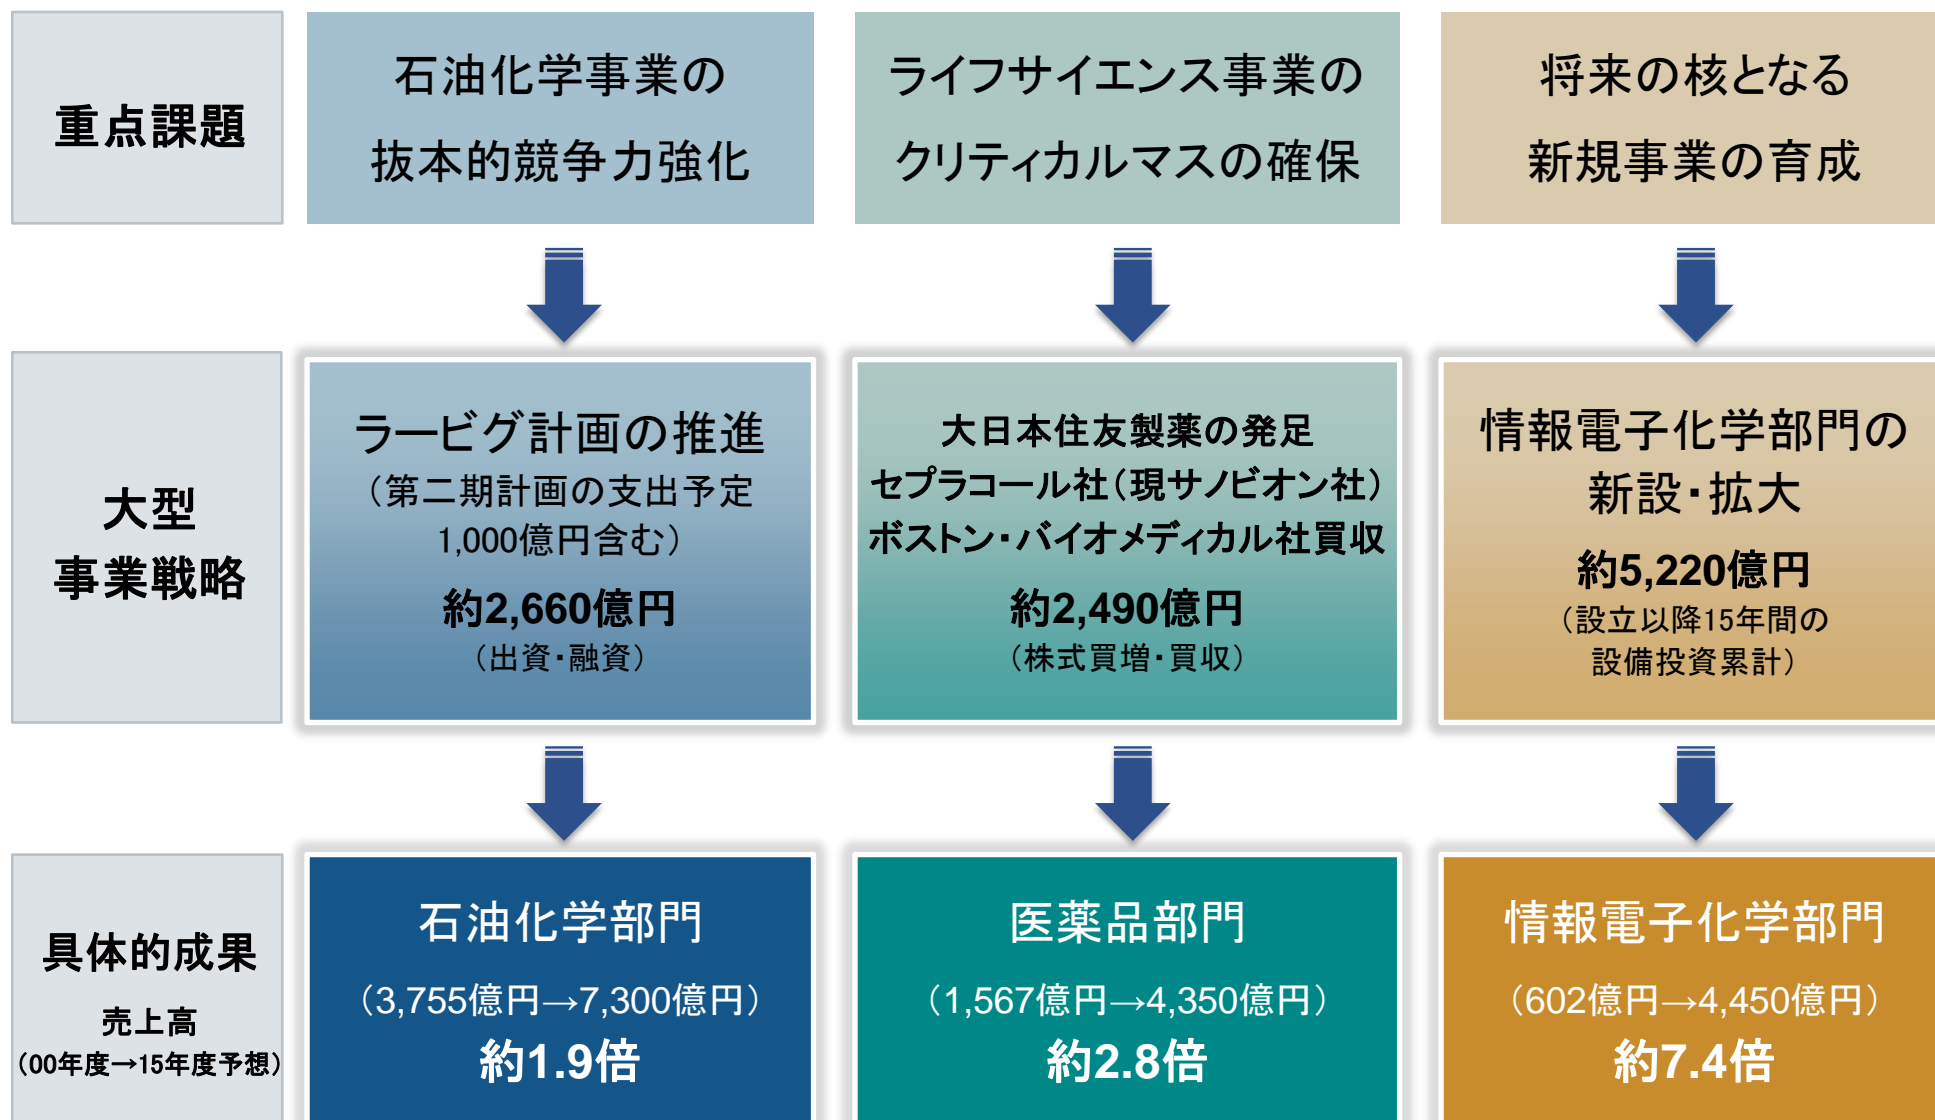 重点課題
石油化学事業の
抜本的競争力強化
ライフサイエンス事業の
クリティカルマスの確保
将来の核となる
新規事業の育成
大型
事業戦略
ラービグ計画の推進
（第二期計画の支出予定
1,000億円含む）
約2,660億円
（出資・融資）
大日本住友製薬の発足
セプラコール社（現サノビオン社）
ボストン・バイオメディカル社買収
約2,490億円
（株式買増・買収）
情報電子化学部門の
新設・拡大
約5,220億円
（設立以降15年間の
設備投資累計）
具体的成果
売上高
（00年度→15年度予想）
石油化学部門
（3,755億円→7,300億円）
約1.9倍
医薬品部門
（1,567億円→4,350億円）
約2.8倍
情報電子化学部門
（602億円→4,450億円）
約7.4倍